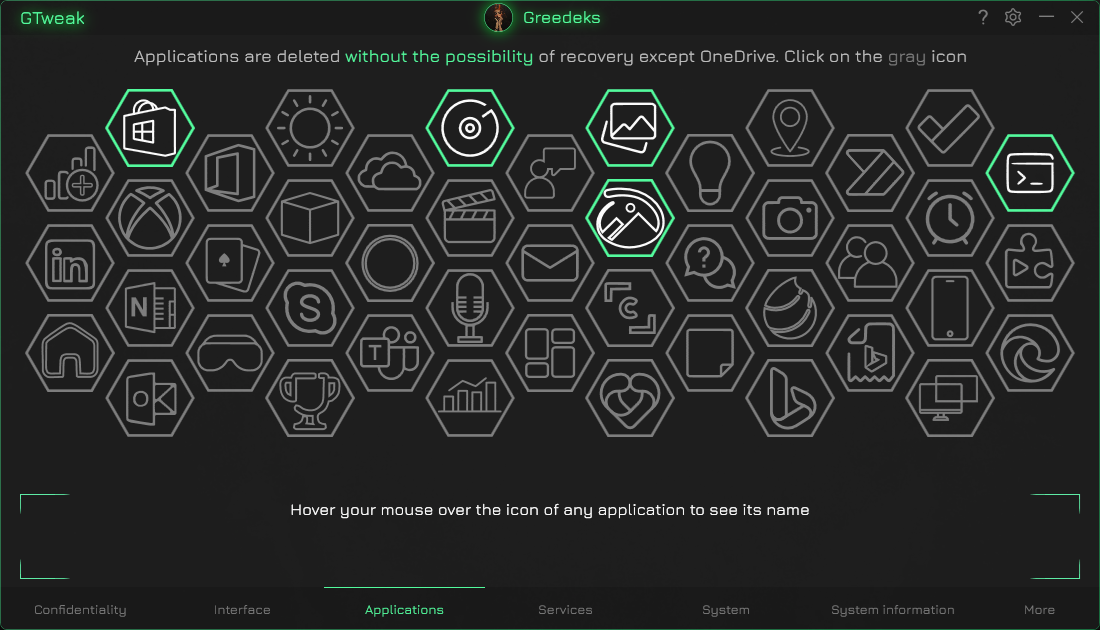 GTweak
Greedeks
?
Applications are deleted without the possibility of recovery except OneDrive. Click on the gray icon
in
N
S
T
O
?
Hover your mouse over the icon of any application to see its name
Confidentiality
Interface
Applications
Services
System
System information
More